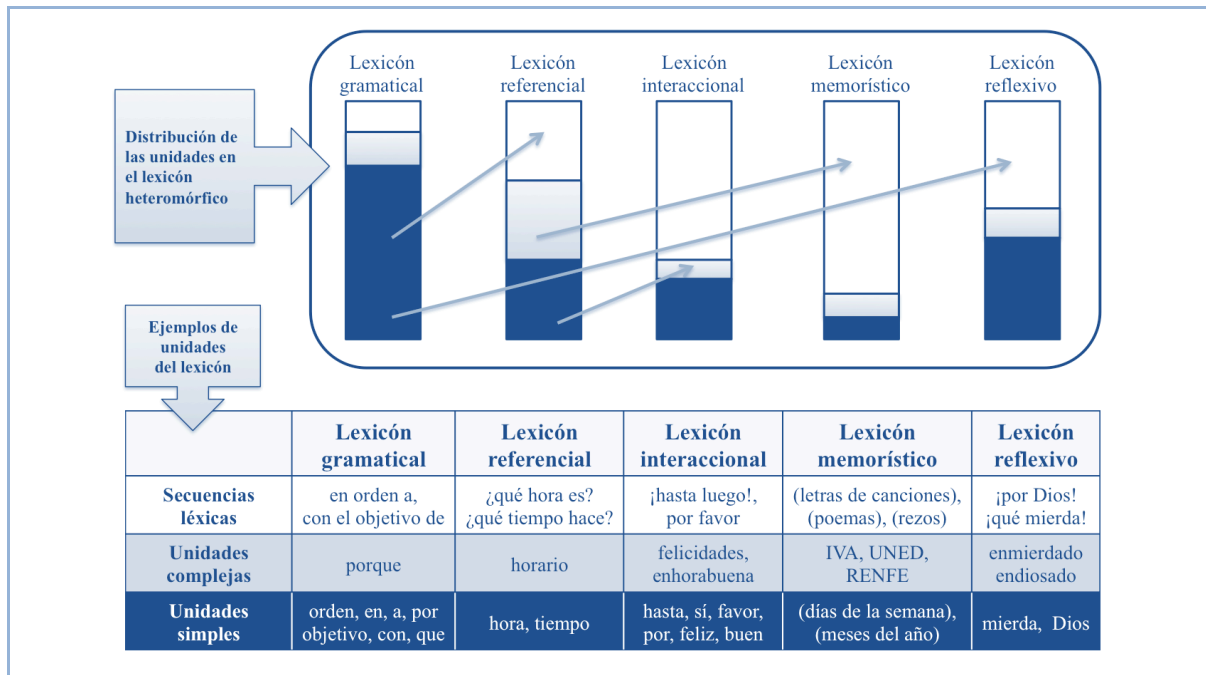 Lexicón
gramatical
Lexicón
referencial
Lexicón
interaccional
Lexicón
memorístico
Lexicón
reflexivo
Distribución de
las unidades en
el lexicón
heteromórfico
Ejemplos de
unidades
del lexicón
Lexicón
gramatical
Lexicón
referencial
Lexicón
interaccional
Lexicón
memorístico
Lexicón
reflexivo
Secuencias
léxicas
en orden a,
con el objetivo de
¿qué hora es?
¿qué tiempo hace?
¡hasta luego!,
por favor
(letras de canciones),
(poemas), (rezos)
¡por Dios!
¡qué mierda!
Unidades
complejas
porque
horario
felicidades,
enhorabuena
IVA, UNED,
RENFE
enmierdado
endiosado
Unidades
simples
orden, en, a, por
objetivo, con, que
hora, tiempo
hasta, sí, favor,
por, feliz, buen
(días de la semana),
(meses del año)
mierda, Dios